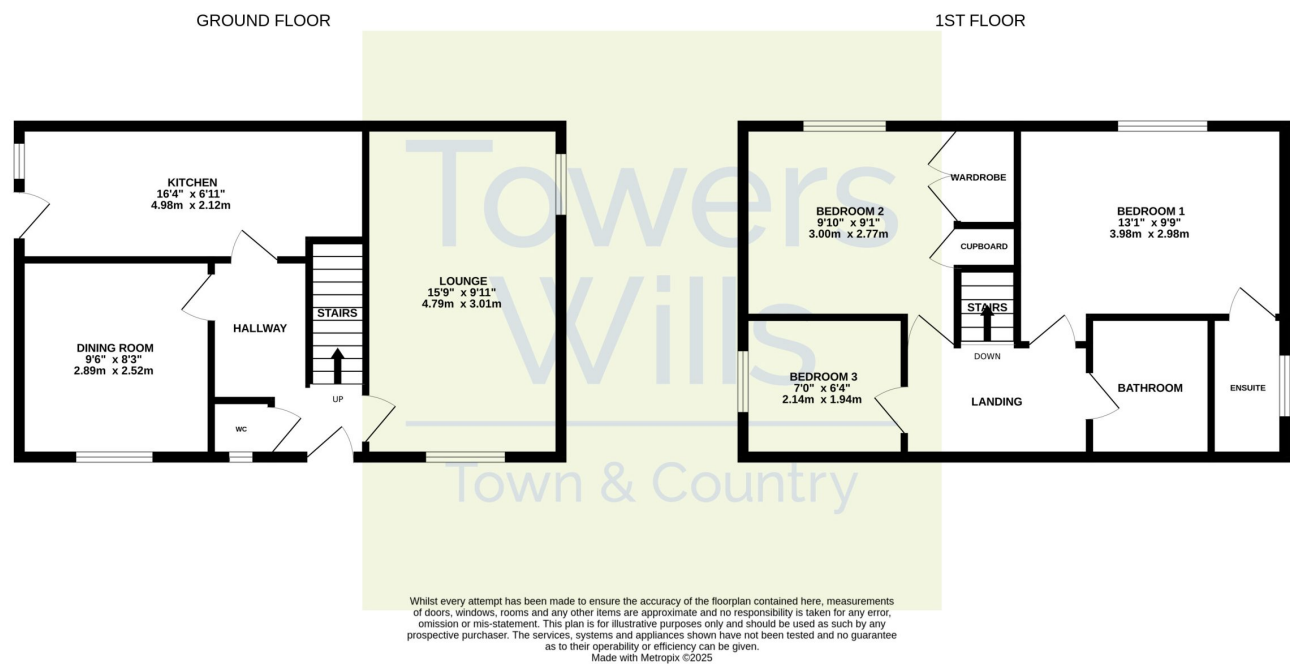 GROUND FLOOR
1ST FLOOR
KITCHEN
16'4" x 6'11"
4.98m x 2.12m
LOUNGE
15'9" x 9'11"
4.79m x 3.01m
STAIRS
HALLWAY
DINING ROOM
9'6" x 8'3"
2.89m x 2.52m
UP
WC
WARDROBE
BEDROOM 2
9'10" x 9'1"
3.00m x 2.77m
BEDROOM 1
13'1" x 9'9"
3.98m x 2.98m
CUPBOARD
STAIRS
DOWN
BEDROOM 3
7'0" x 6'4"
2.14m x 1.94m
LANDING
BATHROOM
ENSUITE
Towers
Wills
Town & Country
Whilst every attempt has been made to ensure the accuracy of the floorplan contained here, measurements
of doors, windows, rooms and any other items are approximate and no responsibility is taken for any error,
omission or mis-statement. This plan is for illustrative purposes only and should be used as such by any
prospective purchaser. The services, systems and appliances shown have not been tested and no guarantee
as to their operability or efficiency can be given.
Made with Metropix ©2025